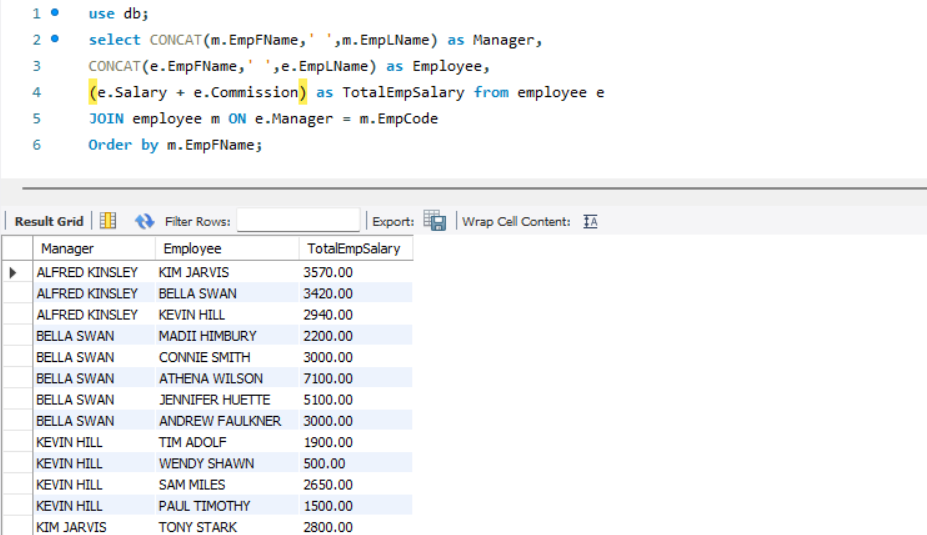 1 use db;
2 select CONCAT(m.EmpFName,' ',m.EmpLName) as Manager,
3 CONCAT(e.EmpFName,' ',e.EmpLName) as Employee,
4 (e.Salary + e.Commission) as TotalEmpSalary from employee e
5 JOIN employee m ON e.Manager = m.EmpCode
6 Order by m.EmpFName;
Result Grid Filter Rows: Export: Wrap Cell Content: IA
Manager Employee TotalEmpSalary
ALFRED KINSLEY KIM JARVIS 3570.00
ALFRED KINSLEY BELLA SWAN 3420.00
ALFRED KINSLEY KEVIN HILL 2940.00
BELLA SWAN MADII HIMBURY 2200.00
BELLA SWAN CONNIE SMITH 3000.00
BELLA SWAN ATHENA WILSON 7100.00
BELLA SWAN JENNIFER HUETTE 5100.00
BELLA SWAN ANDREW FAULKNER 3000.00
KEVIN HILL TIM ADOLF 1900.00
KEVIN HILL WENDY SHAWN 500.00
KEVIN HILL SAM MILES 2650.00
KEVIN HILL PAUL TIMOTHY 1500.00
KIM JARVIS TONY STARK 2800.00